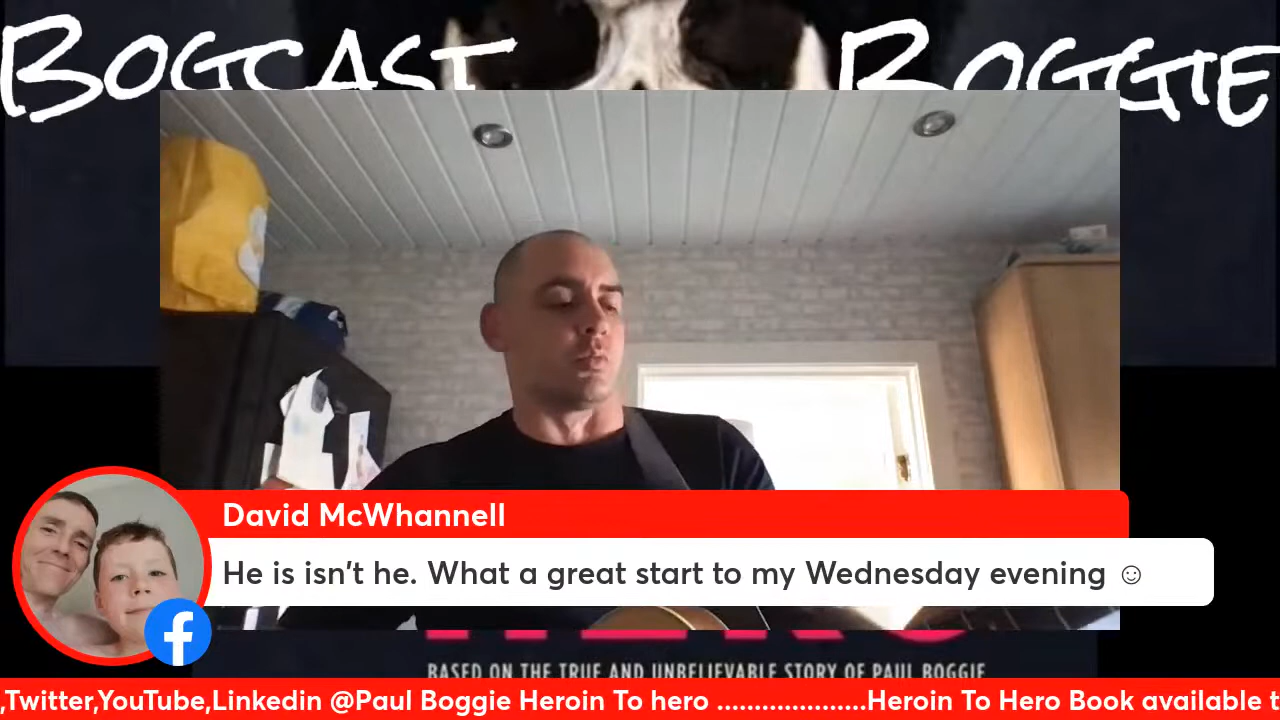 BOGCAST BOGGIE
David McWhannell
He is isn't he. What a great start to my Wednesday evening ☺
BASED ON THE TRUE AND UNBELIEVABLE STORY OF PAUL BOGGIE
,Twitter,YouTube,Linkedin @Paul Boggie Heroin To hero ....................Heroin To Hero Book available t